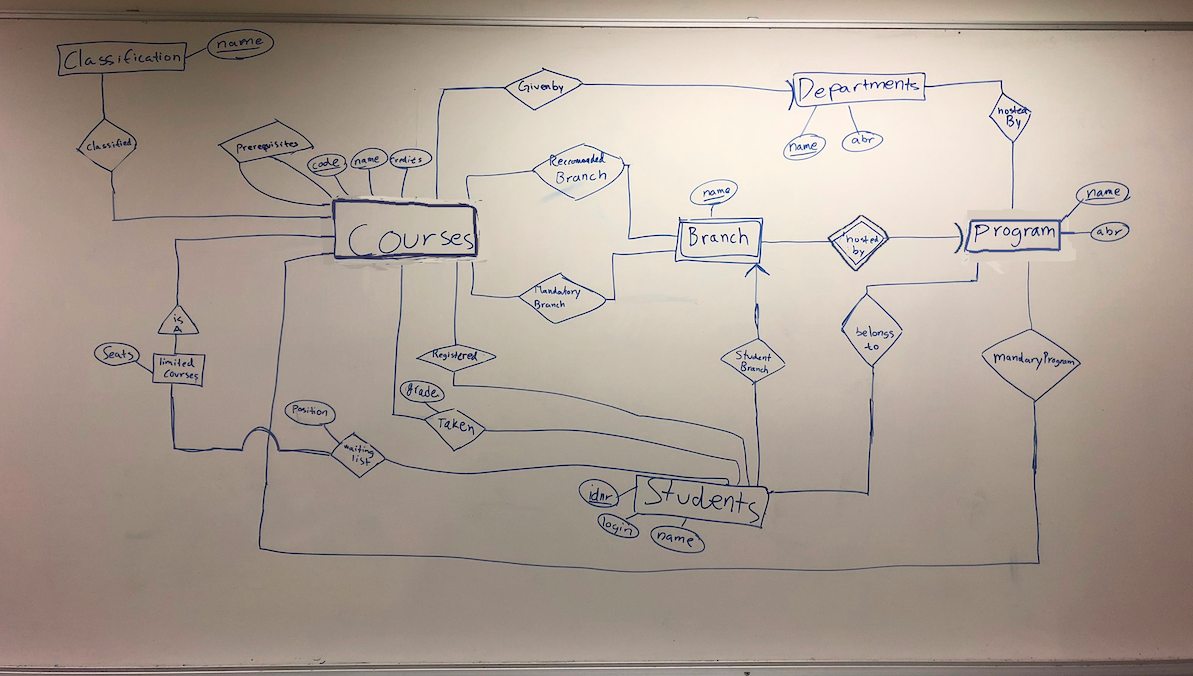 Classification
name
classified
Prerequisites
code
name
Credits
Courses
Givenby
Departments
name
abr
hosted
By
Recromonded
Branch
name
Branch
hosted
by
Program
name
abr
Mandatory
Branch
is
A
Seats
limited
Courses
Registered
grade
Taken
Position
waiting
list
Student
Branch
belongs
to
mandaryProgram
idnr
Students
login
name